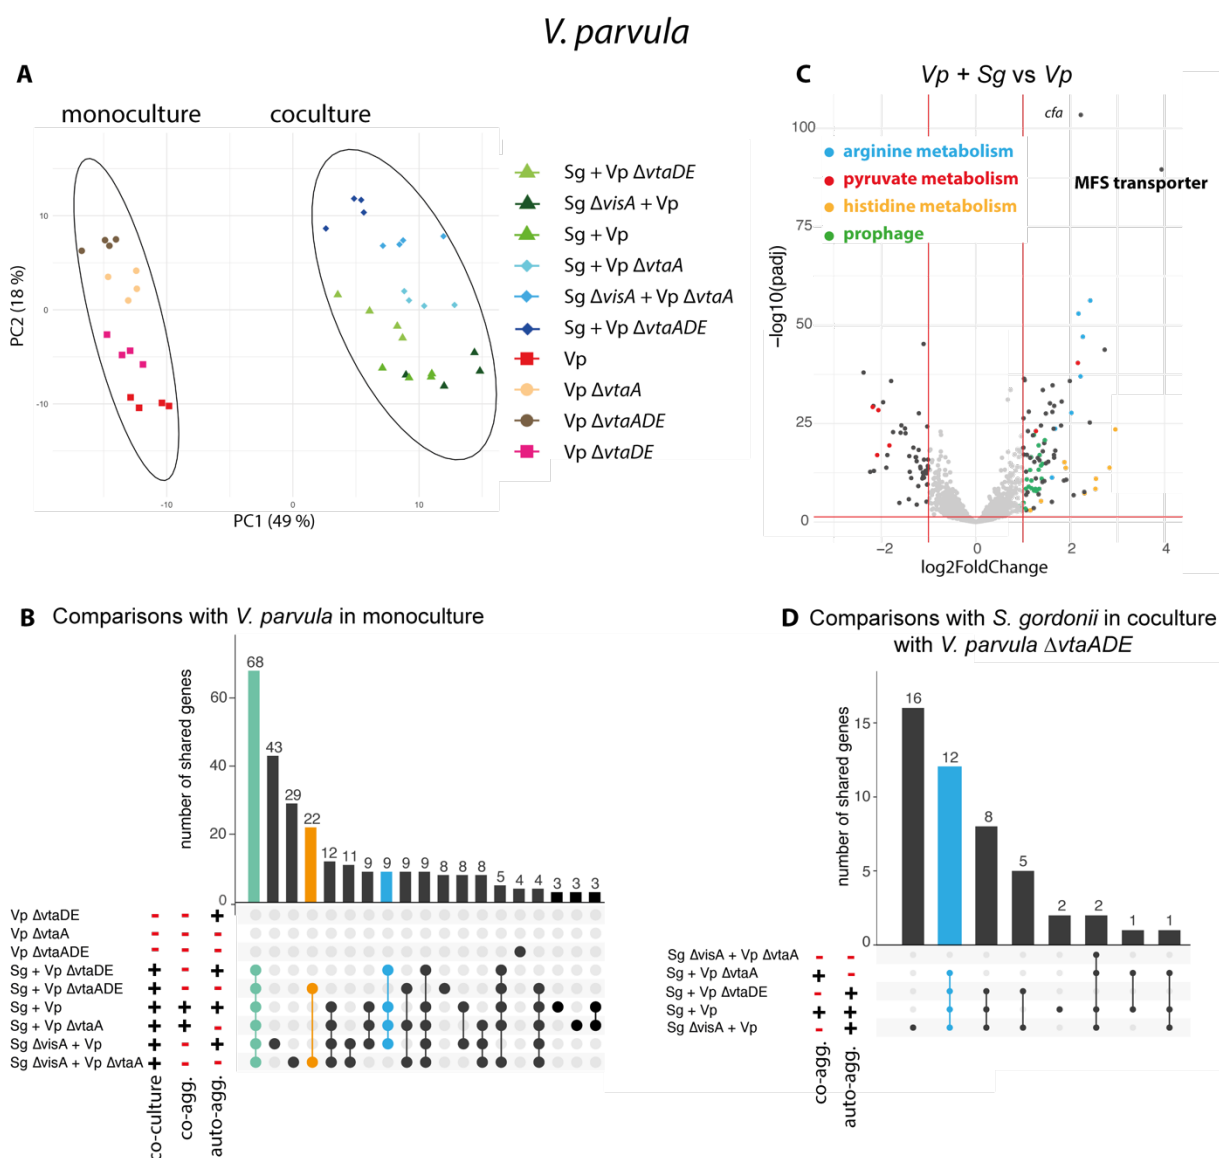 V. parvula
A
monoculture
coculture
PC2 (18 %)
10
0
-10
-10
0
10
PC1 (49 %)
Sg + Vp ΔvtaDE
Sg ΔvisA + Vp
Sg + Vp
Sg + Vp ΔvtaA
Sg ΔvisA + Vp ΔvtaA
Sg + Vp ΔvtaADE
Vp
Vp ΔvtaA
Vp ΔvtaADE
Vp ΔvtaDE
C
Vp + Sg vs Vp
−log10(padj)
100
75
50
25
0
cfa
arginine metabolism
pyruvate metabolism
histidine metabolism
prophage
MFS transporter
−2
0
2
4
log2FoldChange
B Comparisons with V. parvula in monoculture
number of shared genes
60
40
20
0
68
43
29
22
12
11
9
9
9
9
8
8
8
5
4
4
3
3
3
Vp ΔvtaDE - - +
Vp ΔvtaA - - -
Vp ΔvtaADE - - -
Sg + Vp ΔvtaDE + - +
Sg + Vp ΔvtaADE + - -
Sg + Vp + + +
Sg + Vp ΔvtaA + + -
Sg ΔvisA + Vp + - +
Sg ΔvisA + Vp ΔvtaA + - -
co-culture
co-agg.
auto-agg.
D Comparisons with S. gordonii in coculture
with V. parvula ΔvtaADE
number of shared genes
15
10
5
0
16
12
8
5
2
2
1
1
Sg ΔvisA + Vp ΔvtaA - -
Sg + Vp ΔvtaA + -
Sg + Vp ΔvtaDE - +
Sg + Vp + +
Sg ΔvisA + Vp - +
co-agg.
auto-agg.